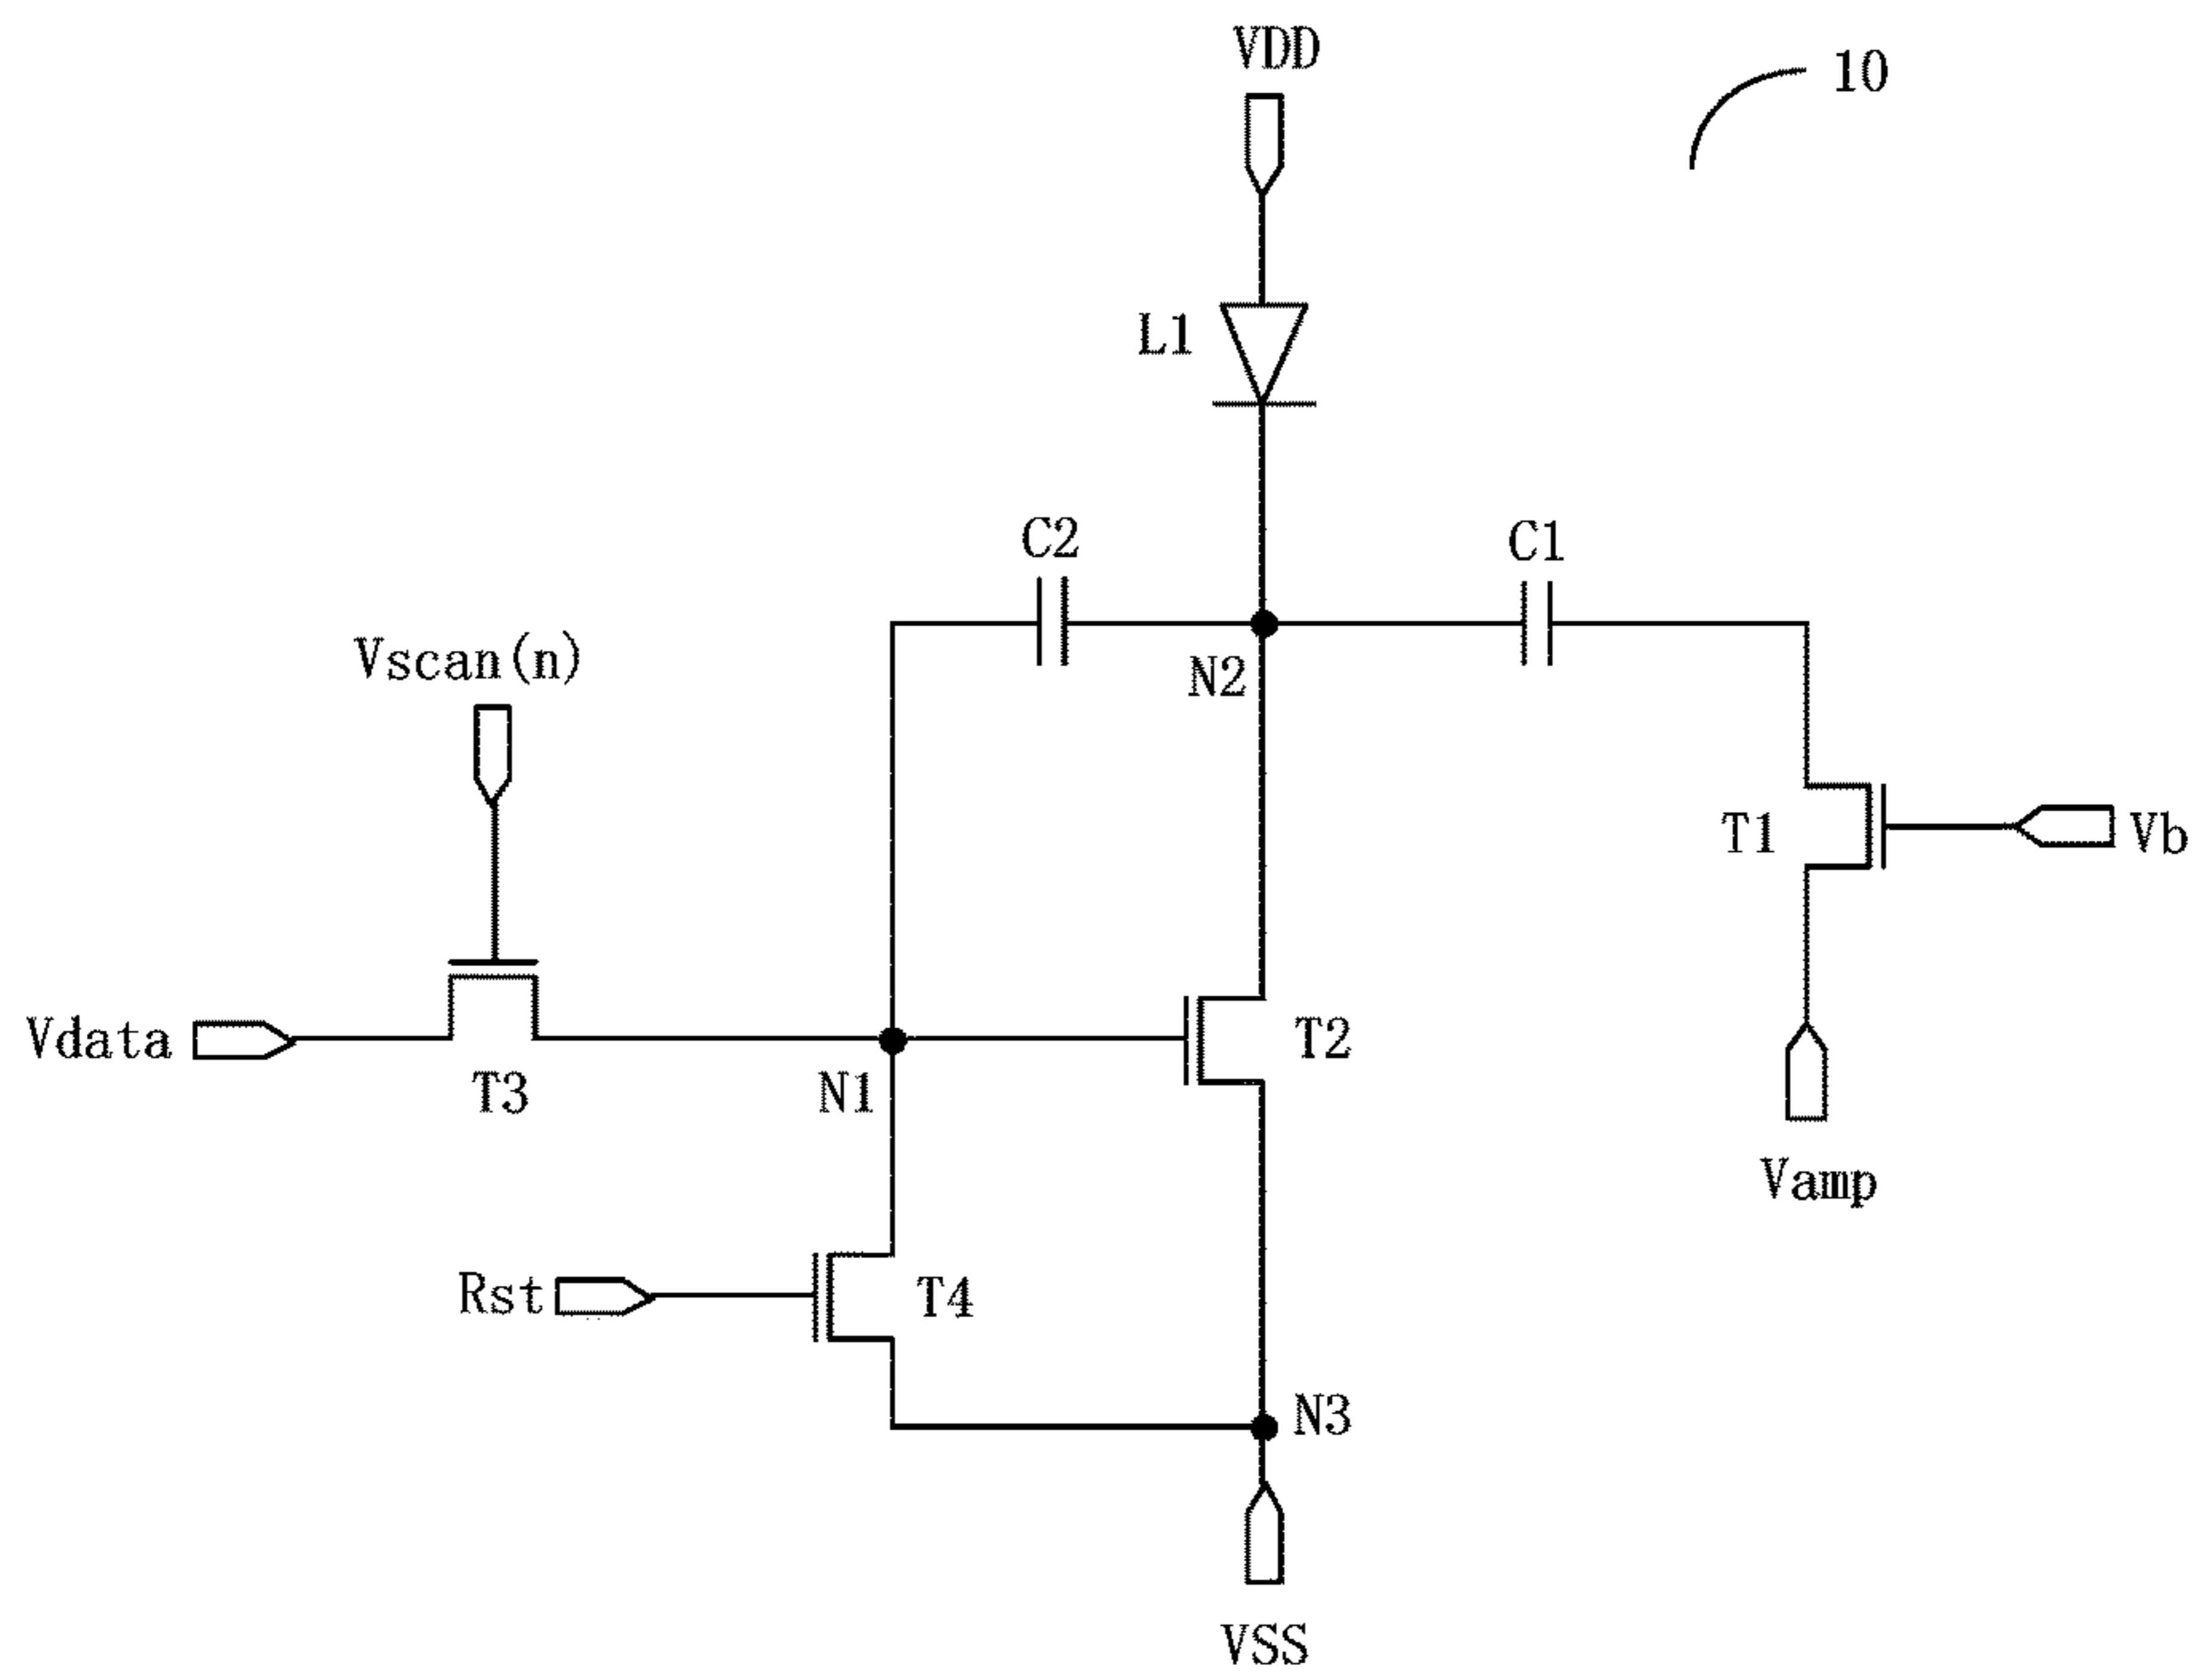 VDD
10
L1
C2
C1
Vscan(n)
N2
T1
Vb
Vdata
T3
N1
T2
Vamp
Rst
T4
N3
VSS